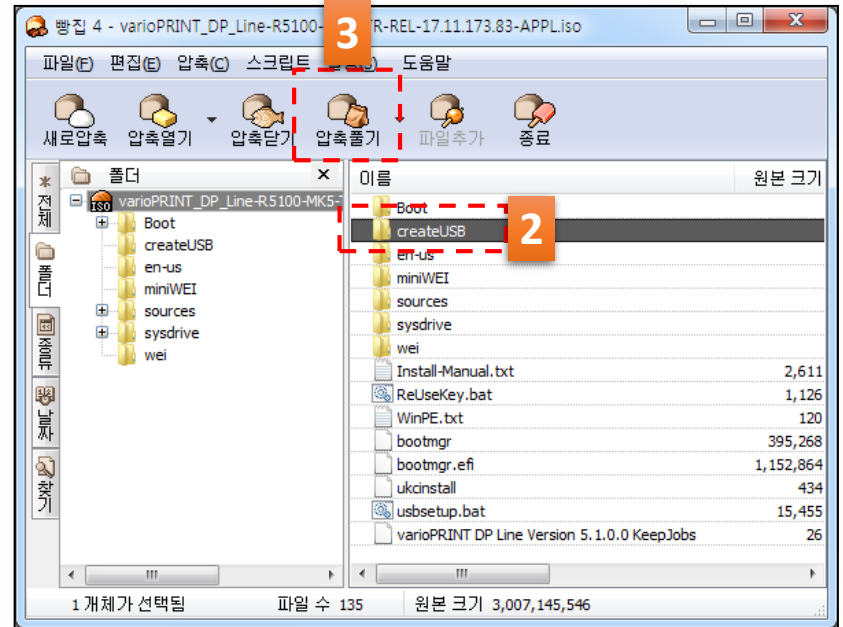 빵집 4 - varioPRINT_DP_Line-R5100- TR-REL-17.11.173.83-APPL.iso
3
파일(F) 편집(E) 압축(C) 스크립트 도움말
새로압축 압축열기 압축닫기 압축풀기 파일추가 종료
전체
폴더
종류
날짜
찾기
폴더 ×
ISO varioPRINT_DP_Line-R5100-MK5-
Boot
createUSB
en-us
miniWEI
sources
sysdrive
wei
이름 원본 크기
Boot
createUSB
2
en-us
miniWEI
sources
sysdrive
wei
Install-Manual.txt 2,611
ReUseKey.bat 1,126
WinPE.txt 120
bootmgr 395,268
bootmgr.efi 1,152,864
ukcinstall 434
usbsetup.bat 15,455
varioPRINT DP Line Version 5.1.0.0 KeepJobs 26
1 개체가 선택됨 파일 수 135 원본 크기 3,007,145,546